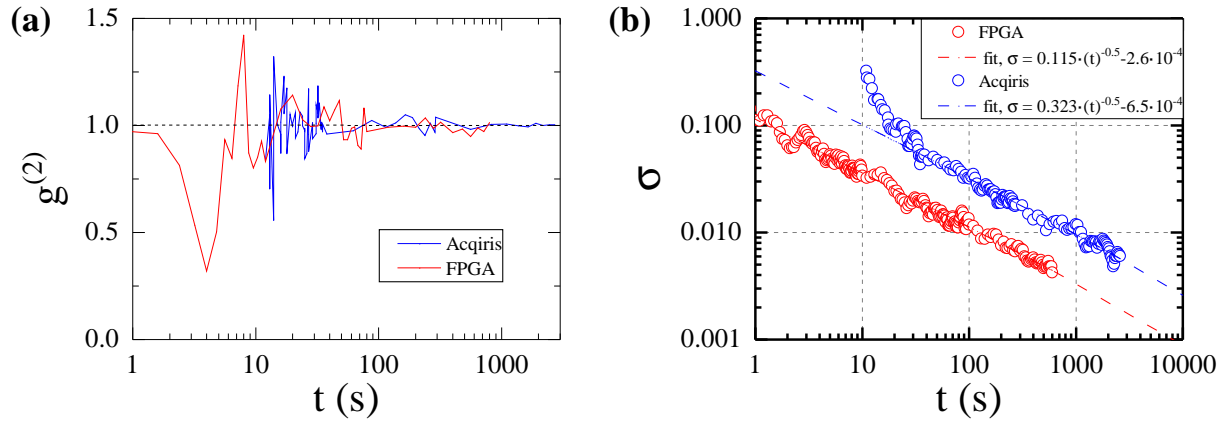 (a)
1.5
1.0
0.5
0.0
g(2)
Acqiris
FPGA
1
10
100
1000
t (s)
(b)
1.000
0.100
0.010
0.001
σ
FPGA
fit, σ = 0.115·(t)-0.5-2.6·10-4
Acqiris
fit, σ = 0.323·(t)-0.5-6.5·10-4
1
10
100
1000
10000
t (s)